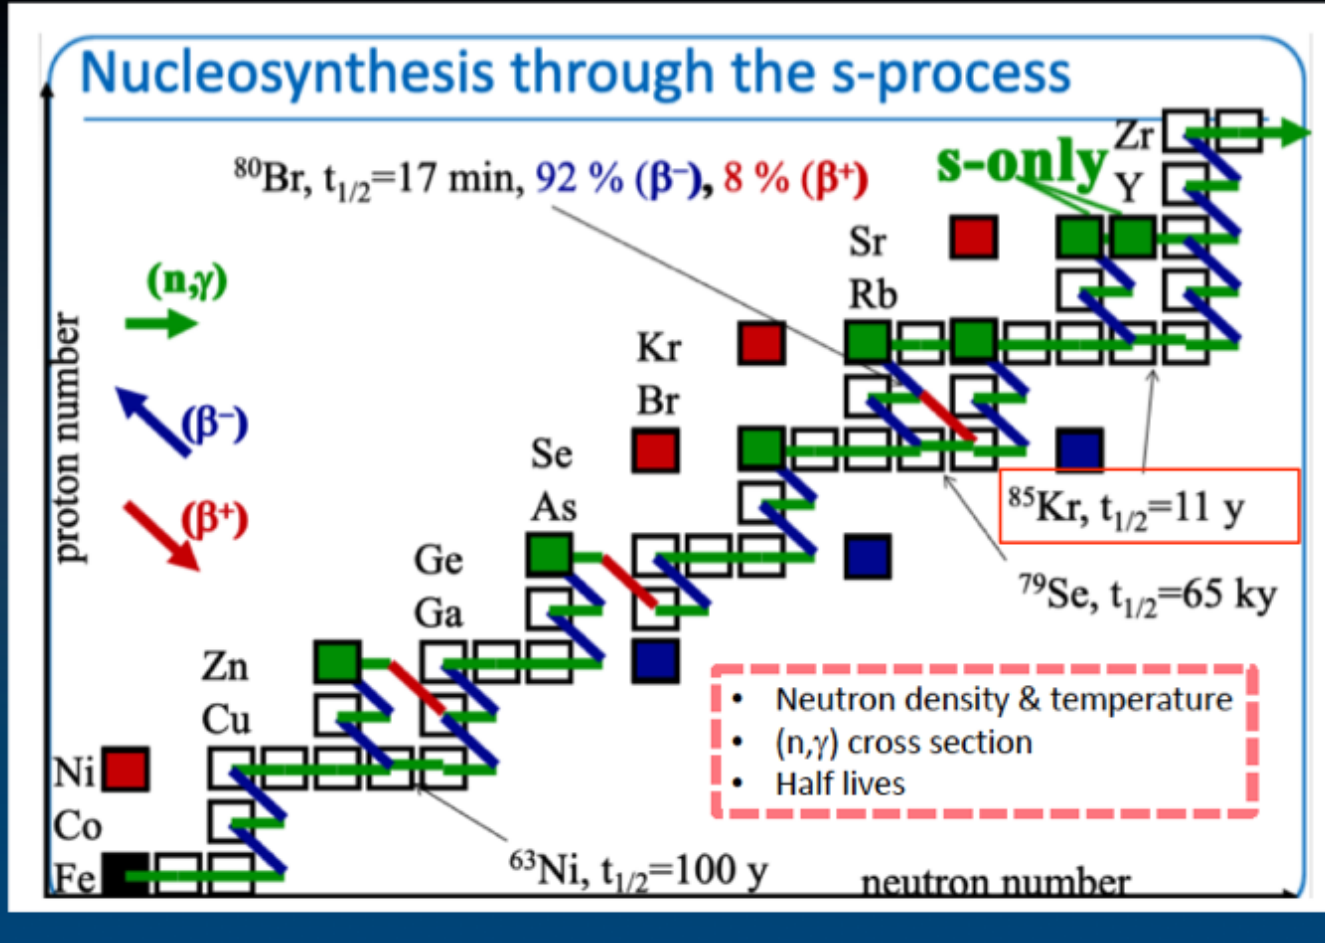 Nucleosynthesis through the s-process
Zr
⁸⁰Br, t₁/₂=17 min, 92 % (β⁻), 8 % (β⁺)
s-only
Y
Sr
(n,γ)
Rb
Kr
Br
(β⁻)
Se
As
⁸⁵Kr, t₁/₂=11 y
(β⁺)
Ge
Ga
⁷⁹Se, t₁/₂=65 ky
proton number
Zn
Cu
• Neutron density & temperature
• (n,γ) cross section
• Half lives
Ni
Co
Fe
⁶³Ni, t₁/₂=100 y
neutron number